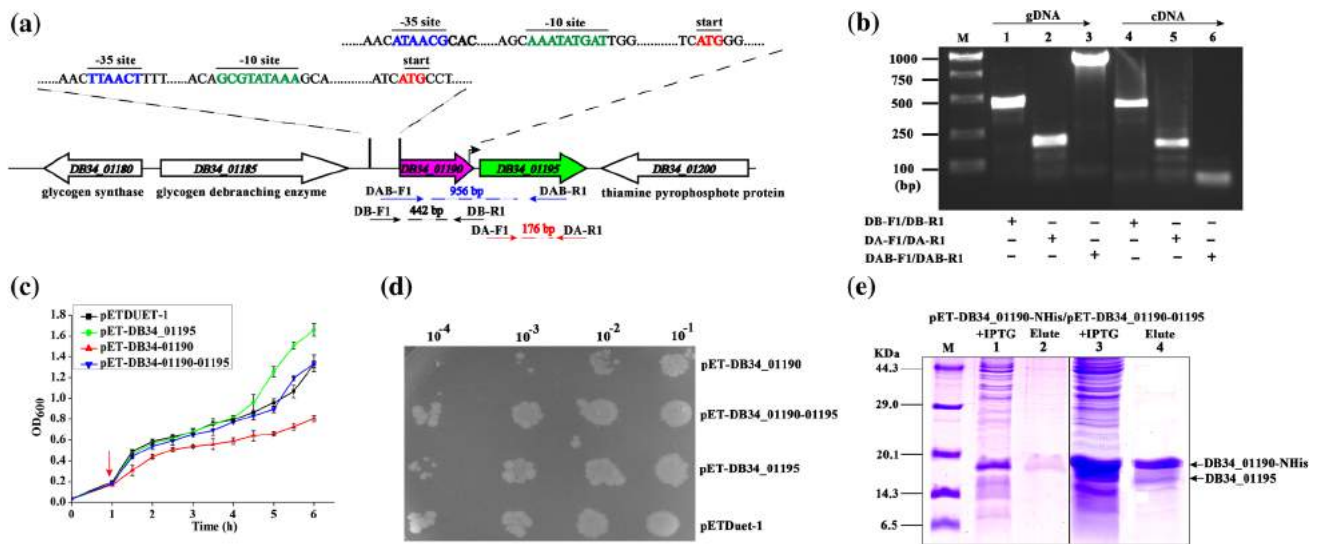 (a)
-35 site
-10 site
start
.......AACATAACGCAC......AGCAAATATGATTGG.......TCATGGG......
-35 site
-10 site
start
......AACTTAACTTTT....ACAGCGTATAAAGCA..........ATCATGCCT......
DB34_01180
DB34_01185
DB34_01190
DB34_01195
DB34_01200
glycogen synthase
glycogen debranching enzyme
thiamine pyrophosphate protein
DAB-F1
956 bp
DAB-R1
DB-F1
442 bp
DB-R1
DA-F1
176 bp
DA-R1
(b)
gDNA
cDNA
M 1 2 3 4 5 6
1000
750
500
250
100
(bp)
DB-F1/DB-R1 + – – + – –
DA-F1/DA-R1 – + – – + –
DAB-F1/DAB-R1 – – + – – +
(c)
pETDUET-1
pET-DB34_01195
pET-DB34-01190
pET-DB34-01190-01195
OD600
1.8
1.6
1.4
1.2
1.0
0.8
0.6
0.4
0.2
0.0
0 1 2 3 4 5 6
Time (h)
(d)
10-4 10-3 10-2 10-1
pET-DB34_01190
pET-DB34_01190-01195
pET-DB34_01195
pETDuet-1
(e)
pET-DB34_01190-NHis/pET-DB34_01190-01195
+IPTG Elute +IPTG Elute
KDa M 1 2 3 4
44.3
29.0
20.1
14.3
6.5
DB34_01190-NHis
DB34_01195